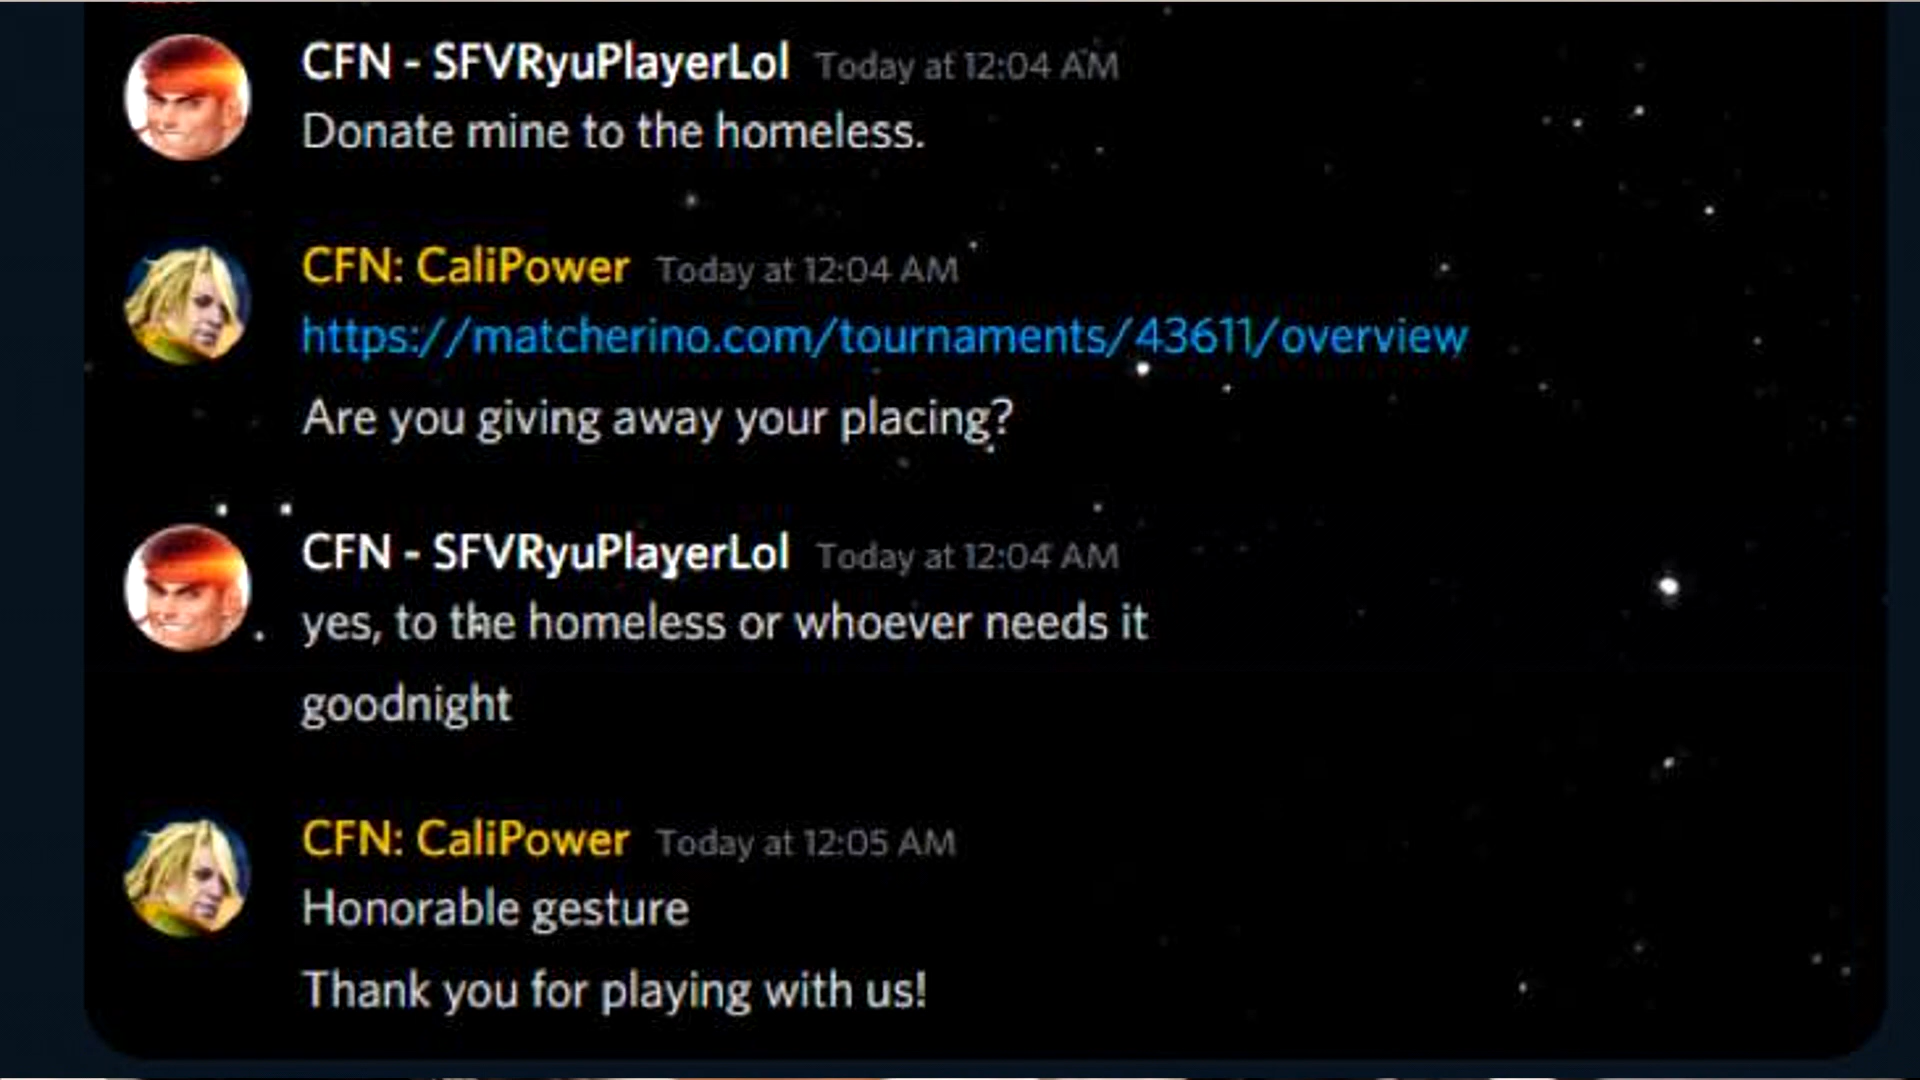 CFN - SFVRyuPlayerLol Today at 12:04 AM
Donate mine to the homeless.
CFN: CaliPower Today at 12:04 AM
https://matcherino.com/tournaments/43611/overview
Are you giving away your placing?
CFN - SFVRyuPlayerLol Today at 12:04 AM
yes, to the homeless or whoever needs it
goodnight
CFN: CaliPower Today at 12:05 AM
Honorable gesture
Thank you for playing with us!